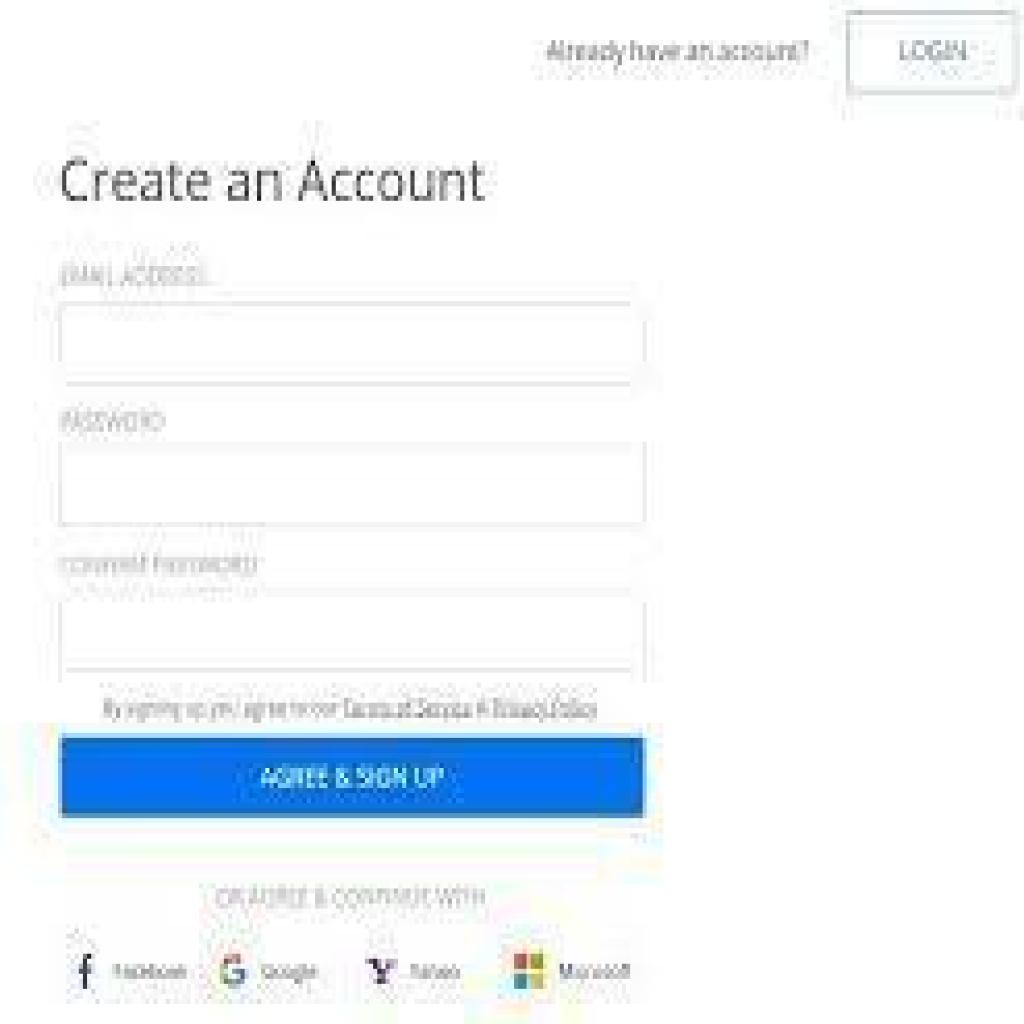 Already have an account? LOGIN
Create an Account
EMAIL ADDRESS
PASSWORD
CONFIRM PASSWORD
By signing up you agree to our Terms of Service & Privacy Policy
AGREE & SIGN UP
OR AGREE & CONTINUE WITH
Facebook Google Yahoo Microsoft